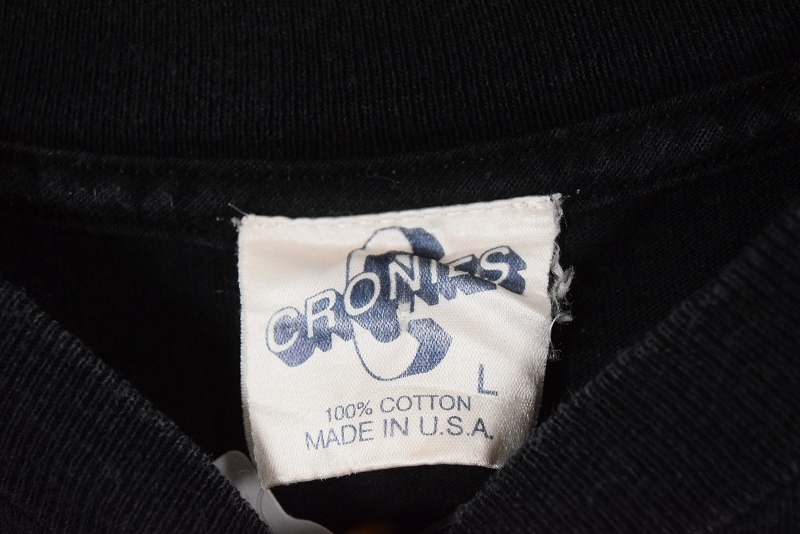 CRONIES
L
100% COTTON
MADE IN U.S.A.